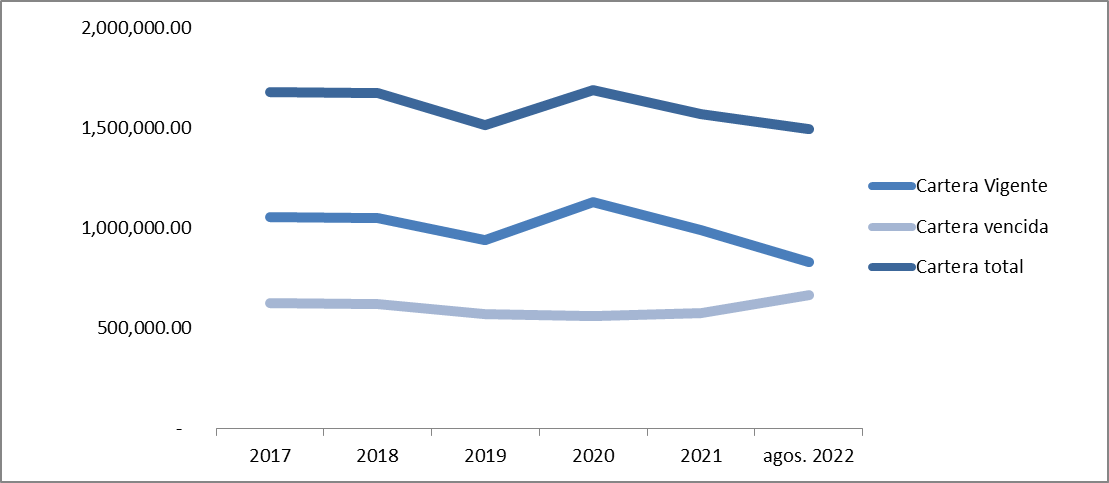 2,000,000.00
1,500,000.00
1,000,000.00
500,000.00
-
2017 2018 2019 2020 2021 agos. 2022
Cartera Vigente
Cartera vencida
Cartera total